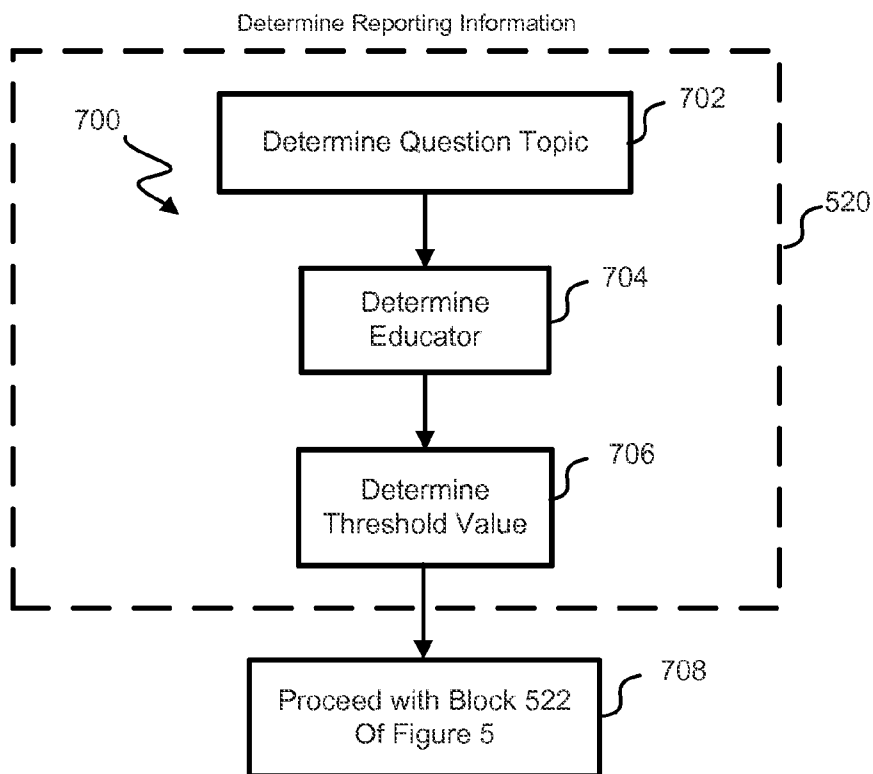 Determine Reporting Information
702
700
Determine Question Topic
520
704
Determine
Educator
706
Determine
Threshold Value
708
Proceed with Block 522
Of Figure 5